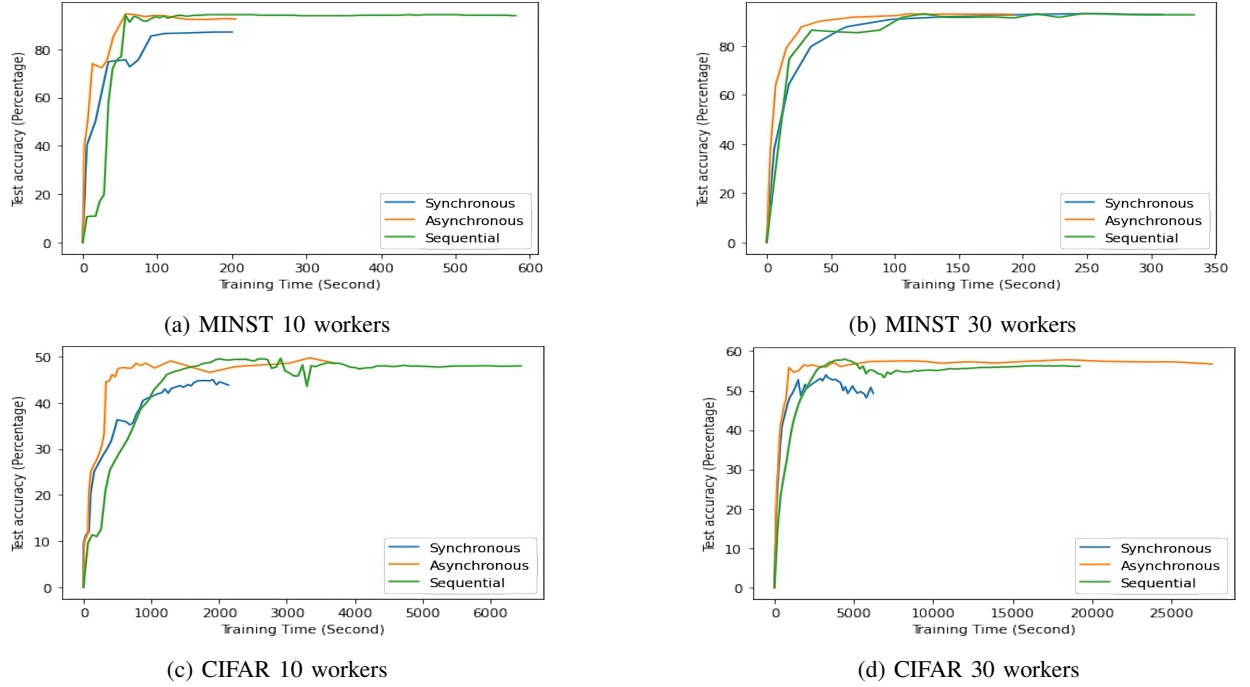 Test accuracy (Percentage)
80
60
40
20
0
Synchronous
Asynchronous
Sequential
0 100 200 300 400 500 600
Training Time (Second)
(a) MINST 10 workers
Test accuracy (Percentage)
80
60
40
20
0
Synchronous
Asynchronous
Sequential
0 50 100 150 200 250 300 350
Training Time (Second)
(b) MINST 30 workers
Test accuracy (Percentage)
50
40
30
20
10
0
Synchronous
Asynchronous
Sequential
0 1000 2000 3000 4000 5000 6000
Training Time (Second)
(c) CIFAR 10 workers
Test accuracy (Percentage)
60
50
40
30
20
10
0
Synchronous
Asynchronous
Sequential
0 5000 10000 15000 20000 25000
Training Time (Second)
(d) CIFAR 30 workers